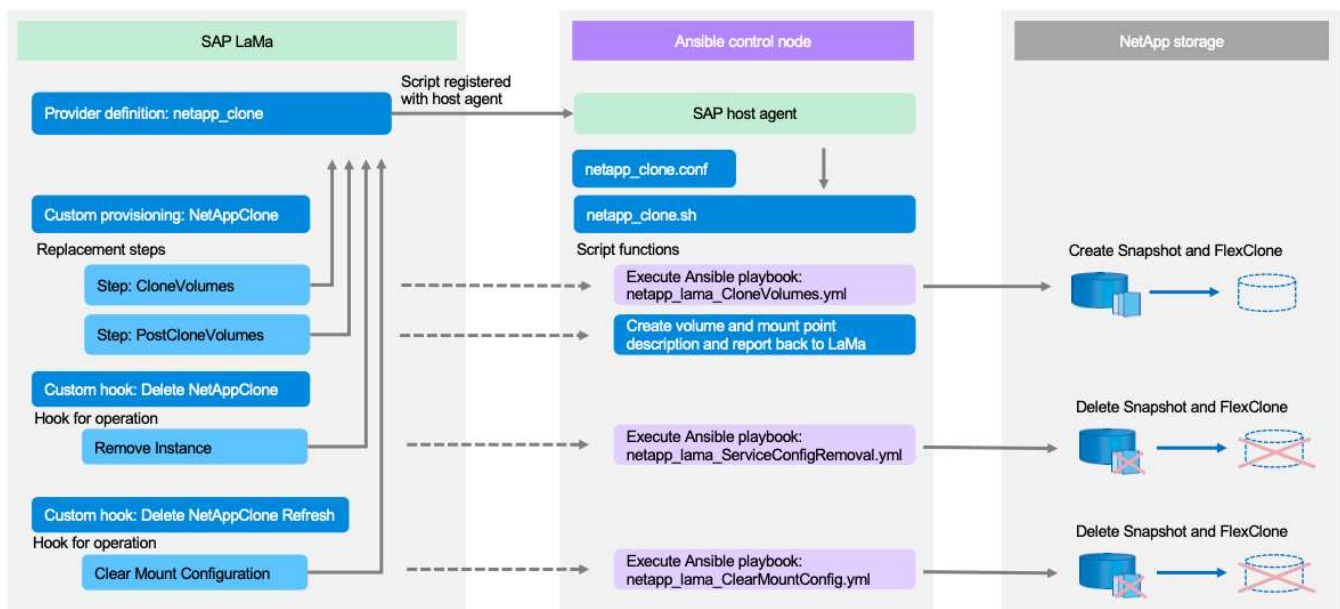 SAP LaMa
Ansible control node
NetApp storage
Script registered
with host agent
Provider definition: netapp_clone
SAP host agent
netapp_clone.conf
Custom provisioning: NetAppClone
netapp_clone.sh
Replacement steps
Script functions
Create Snapshot and FlexClone
Step: CloneVolumes
Execute Ansible playbook:
netapp_lama_CloneVolumes.yml
Step: PostCloneVolumes
Create volume and mount point
description and report back to LaMa
Custom hook: Delete NetAppClone
Hook for operation
Delete Snapshot and FlexClone
Remove Instance
Execute Ansible playbook:
netapp_lama_ServiceConfigRemoval.yml
Custom hook: Delete NetAppClone Refresh
Hook for operation
Delete Snapshot and FlexClone
Clear Mount Configuration
Execute Ansible playbook:
netapp_lama_ClearMountConfig.yml